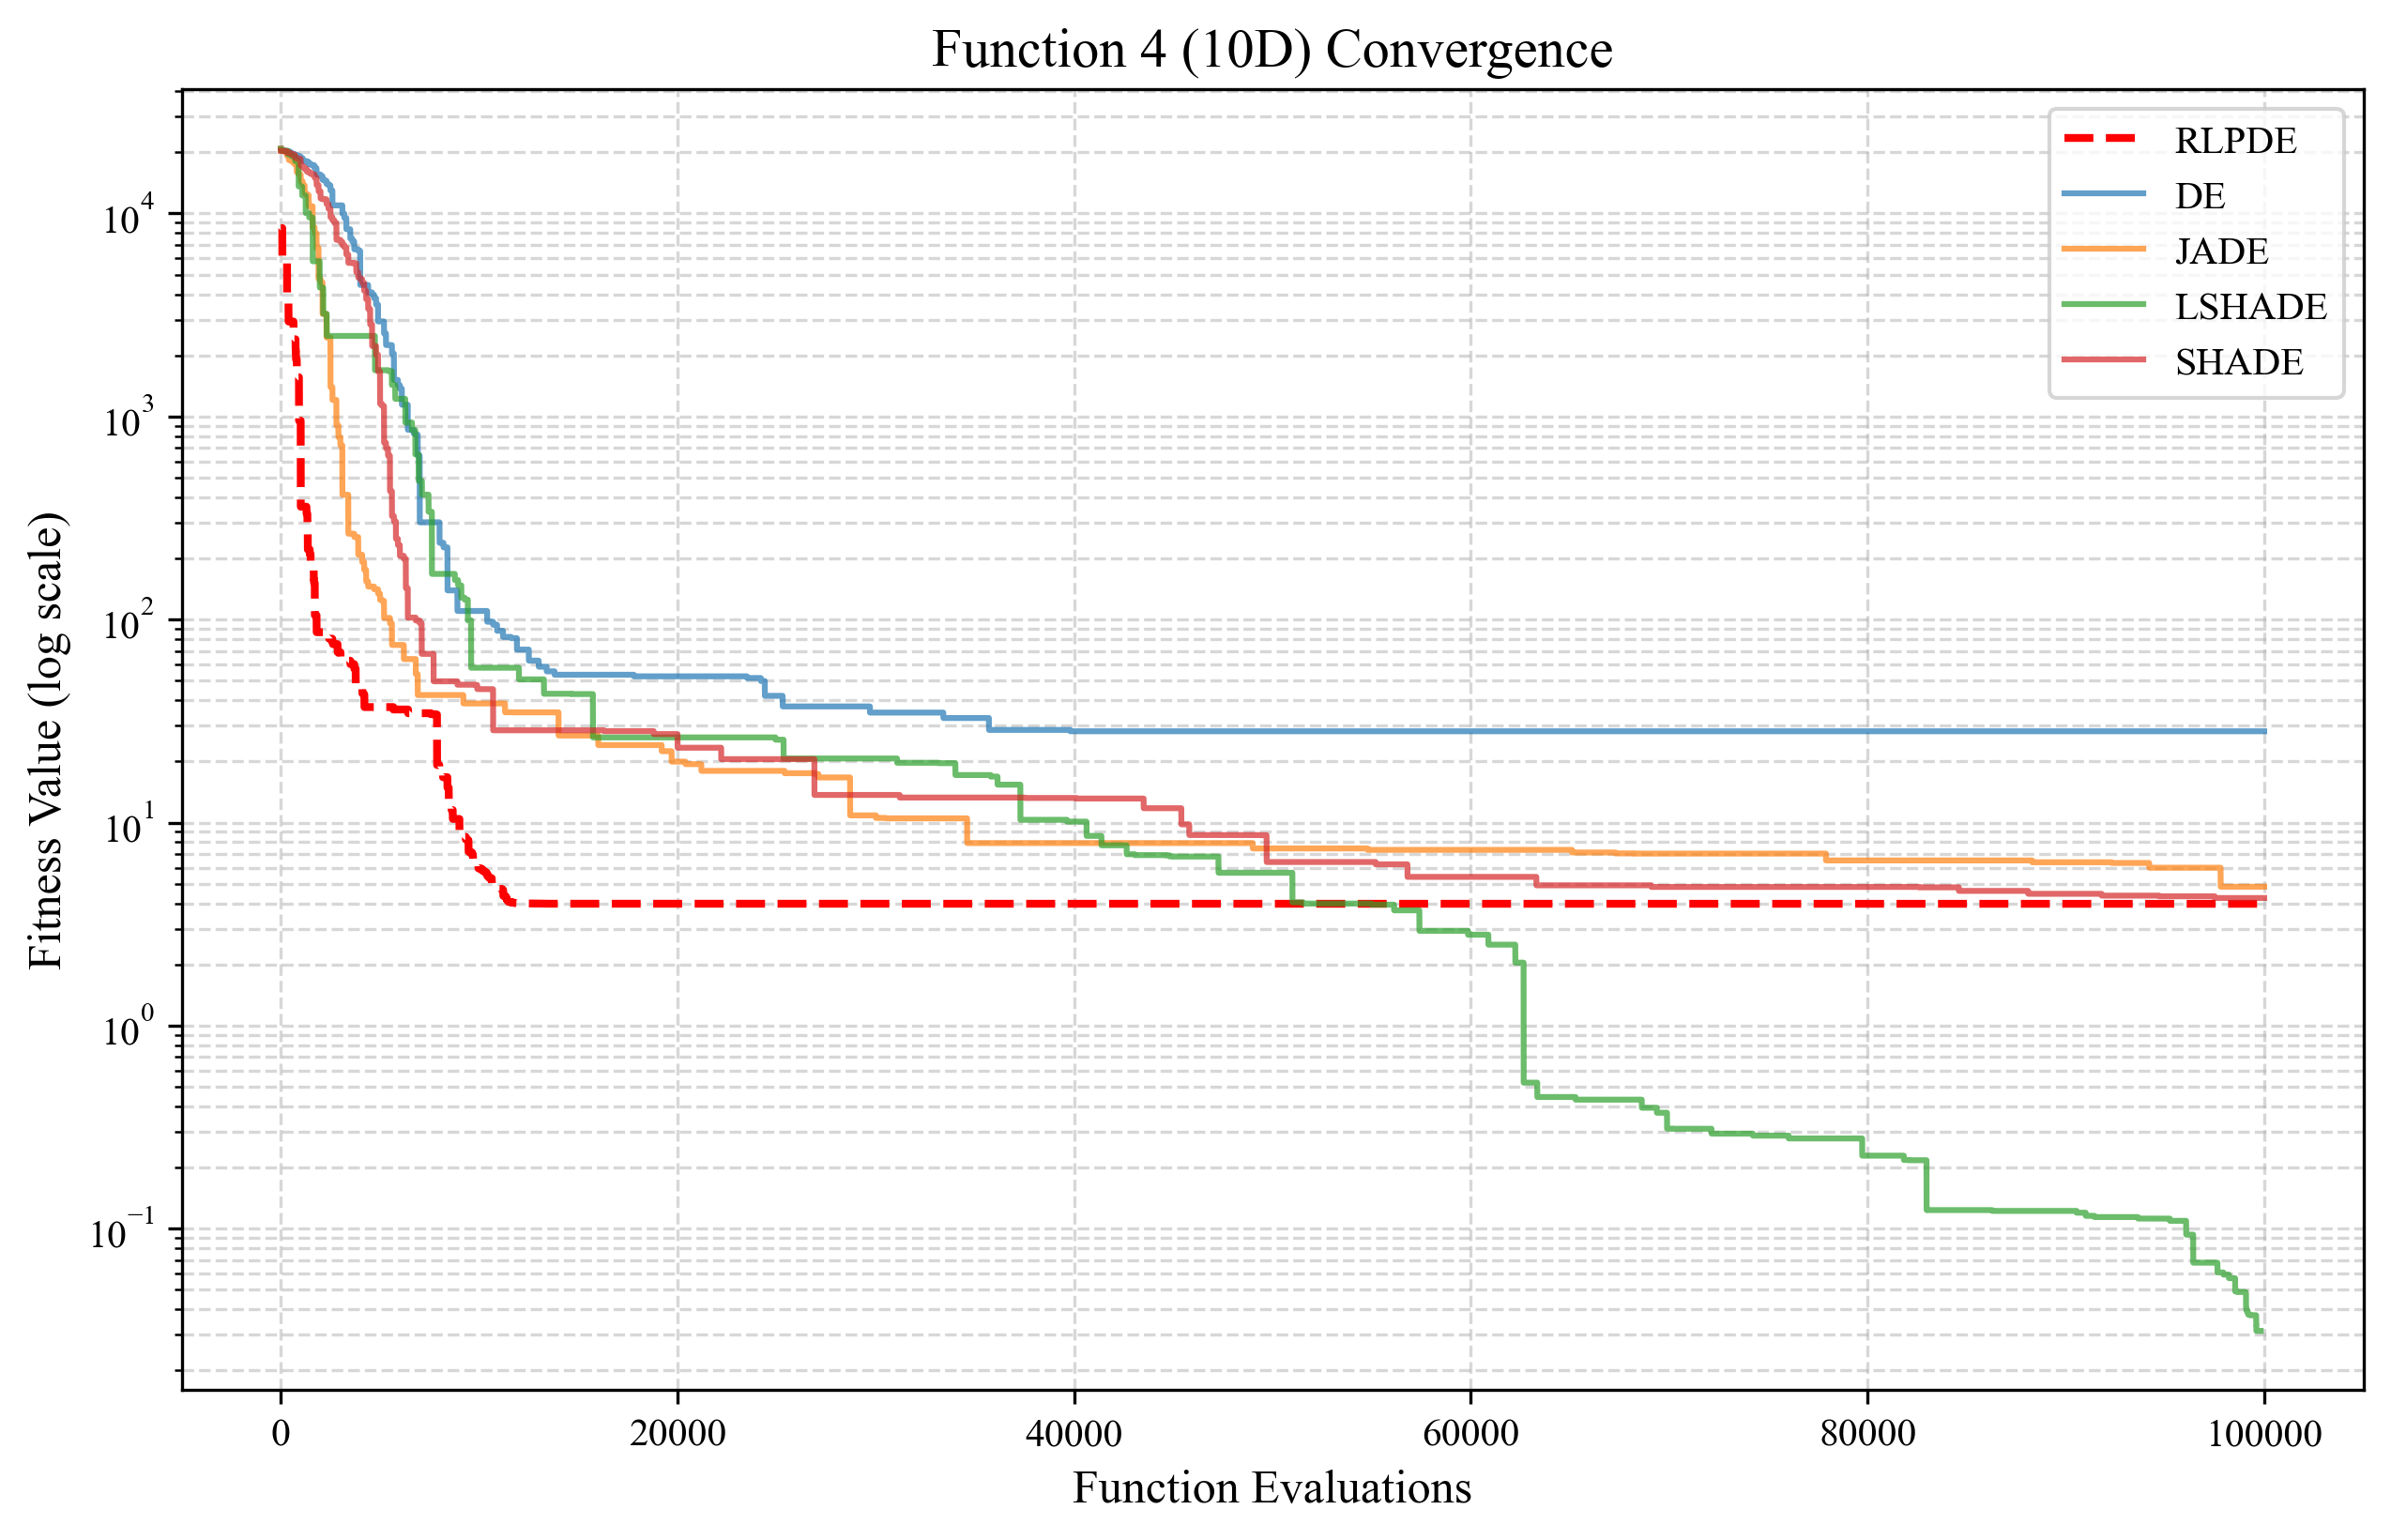 Function 4 (10D) Convergence
RLPDE
DE
JADE
LSHADE
SHADE
Fitness Value (log scale)
10^4
10^3
10^2
10^1
10^0
10^−1
0 20000 40000 60000 80000 100000
Function Evaluations